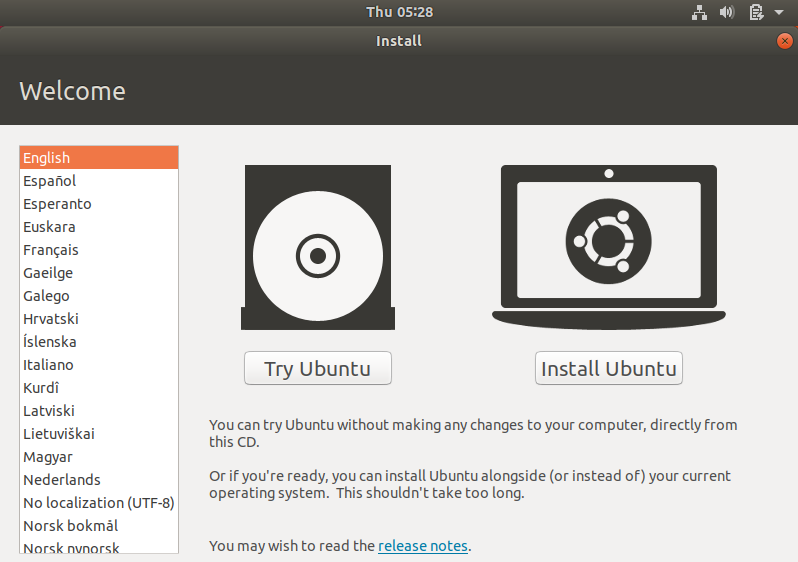 Thu 05:28
Install
Welcome
English
Español
Esperanto
Euskara
Français
Gaeilge
Galego
Hrvatski
Íslenska
Italiano
Kurdî
Latviski
Lietuviškai
Magyar
Nederlands
No localization (UTF-8)
Norsk bokmål
Norsk nynorsk
Try Ubuntu
Install Ubuntu
You can try Ubuntu without making any changes to your computer, directly from
this CD.
Or if you're ready, you can install Ubuntu alongside (or instead of) your current
operating system. This shouldn't take too long.
You may wish to read the release notes.